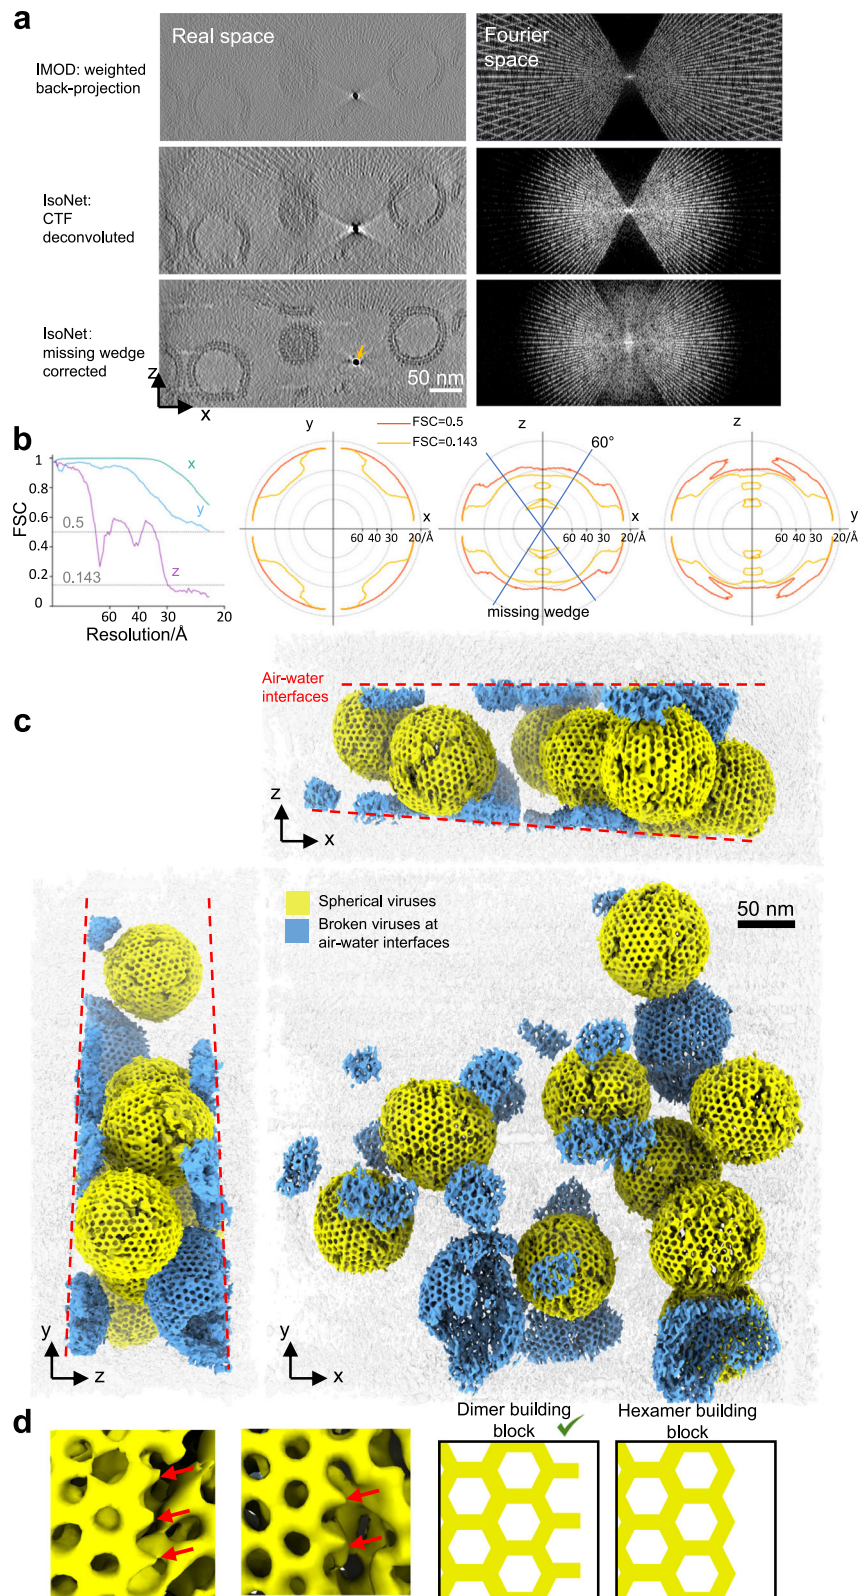 a
Real space
Fourier
space
IMOD: weighted
back-projection
IsoNet:
CTF
deconvoluted
IsoNet:
missing wedge
corrected
50 nm
z
x
b
y
FSC=0.5
FSC=0.143
z
60°
z
1
0.8
0.6
0.4
0.2
0
FSC
x
y
z
0.5
0.143
60
40
30
20
Resolution/Å
x
60 40 30 20/Å
x
60 40 30 20/Å
y
60 40 30 20/Å
missing wedge
Air-water
interfaces
c
z
x
Spherical viruses
Broken viruses at
air-water interfaces
50 nm
y
z
y
x
d
Dimer building
block
Hexamer building
block